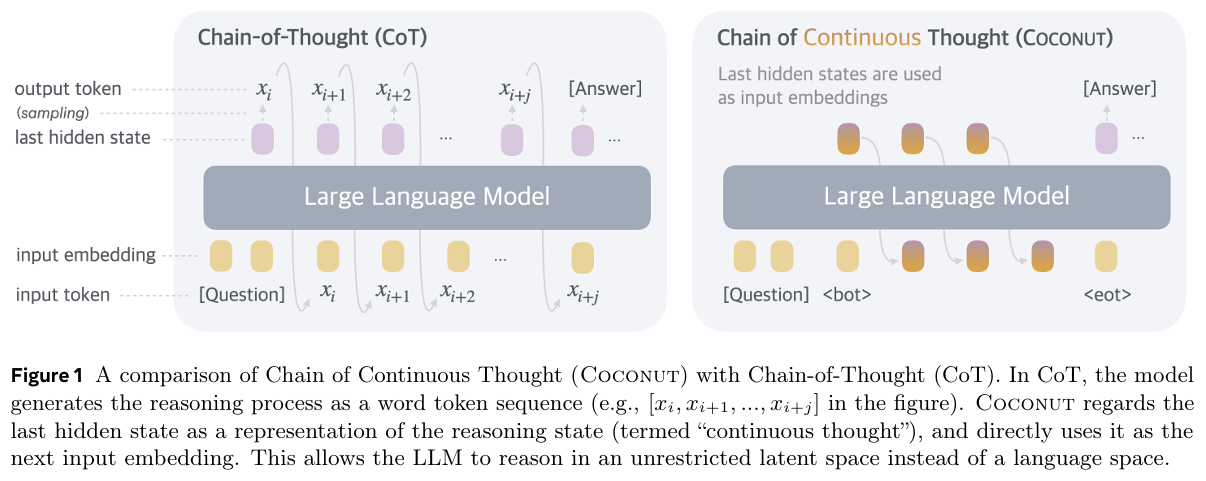 Chain-of-Thought (CoT)
output token
(sampling)
last hidden state
x_i x_{i+1} x_{i+2} x_{i+j} [Answer]
... ...
Large Language Model
input embedding
...
input token
[Question] x_i x_{i+1} x_{i+2} x_{i+j}
Chain of Continuous Thought (COCONUT)
Last hidden states are used
as input embeddings
[Answer]
...
Large Language Model
[Question] <bot> <eot>
Figure 1 A comparison of Chain of Continuous Thought (COCONUT) with Chain-of-Thought (CoT). In CoT, the model
generates the reasoning process as a word token sequence (e.g., [x_i, x_{i+1}, ..., x_{i+j}] in the figure). COCONUT regards the
last hidden state as a representation of the reasoning state (termed “continuous thought”), and directly uses it as the
next input embedding. This allows the LLM to reason in an unrestricted latent space instead of a language space.